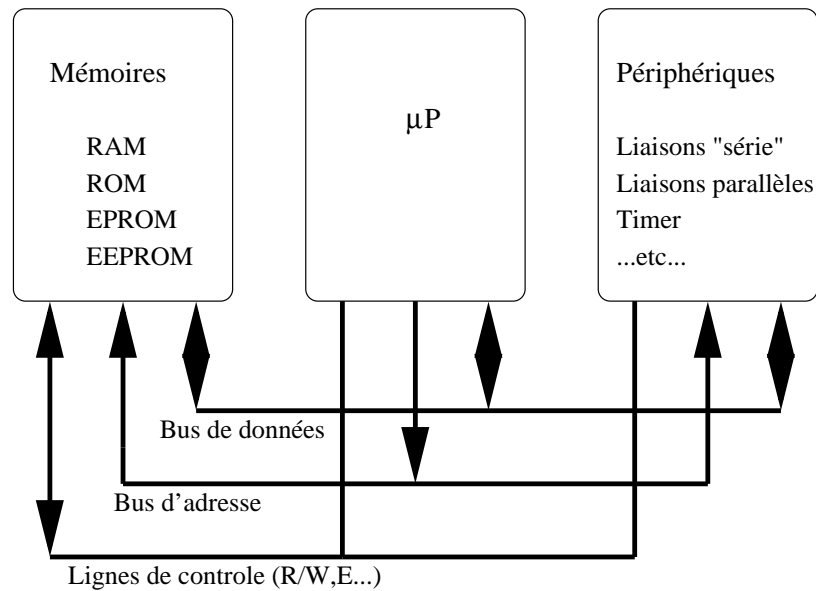 Mémoires
RAM
ROM
EPROM
EEPROM
µP
Périphériques
Liaisons "série"
Liaisons parallèles
Timer
...etc...
Bus de données
Bus d'adresse
Lignes de controle (R/W,E...)